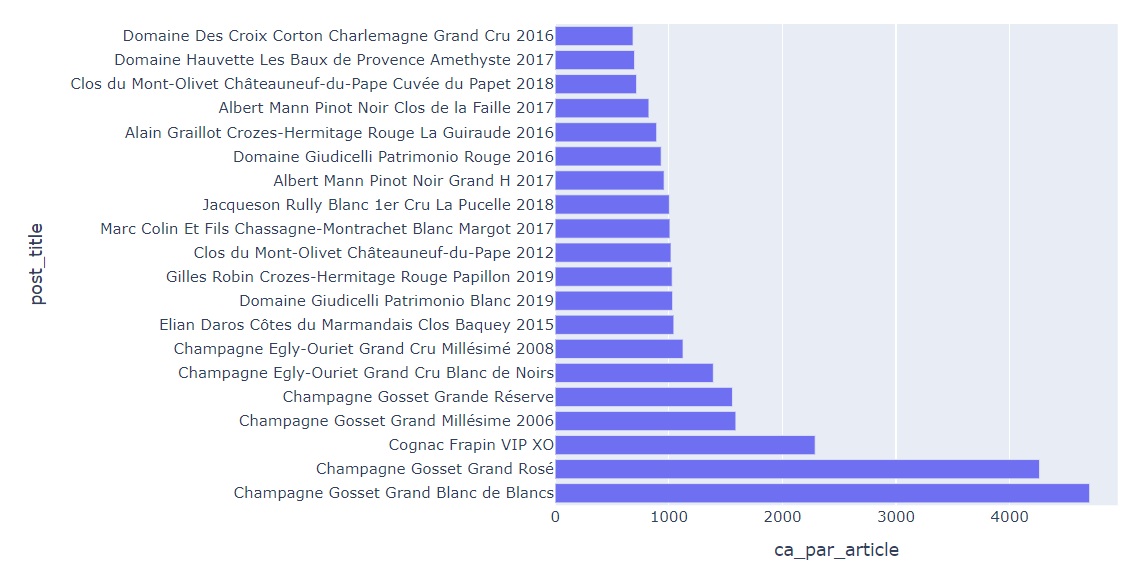 Domaine Des Croix Corton Charlemagne Grand Cru 2016
Domaine Hauvette Les Baux de Provence Amethyste 2017
Clos du Mont-Olivet Châteauneuf-du-Pape Cuvée du Papet 2018
Albert Mann Pinot Noir Clos de la Faille 2017
Alain Graillot Crozes-Hermitage Rouge La Guiraude 2016
Domaine Giudicelli Patrimonio Rouge 2016
Albert Mann Pinot Noir Grand H 2017
Jacqueson Rully Blanc 1er Cru La Pucelle 2018
Marc Colin Et Fils Chassagne-Montrachet Blanc Margot 2017
Clos du Mont-Olivet Châteauneuf-du-Pape 2012
Gilles Robin Crozes-Hermitage Rouge Papillon 2019
Domaine Giudicelli Patrimonio Blanc 2019
Elian Daros Côtes du Marmandais Clos Baquey 2015
Champagne Egly-Ouriet Grand Cru Millésimé 2008
Champagne Egly-Ouriet Grand Cru Blanc de Noirs
Champagne Gosset Grande Réserve
Champagne Gosset Grand Millésime 2006
Cognac Frapin VIP XO
Champagne Gosset Grand Rosé
Champagne Gosset Grand Blanc de Blancs
post_title
0 1000 2000 3000 4000
ca_par_article